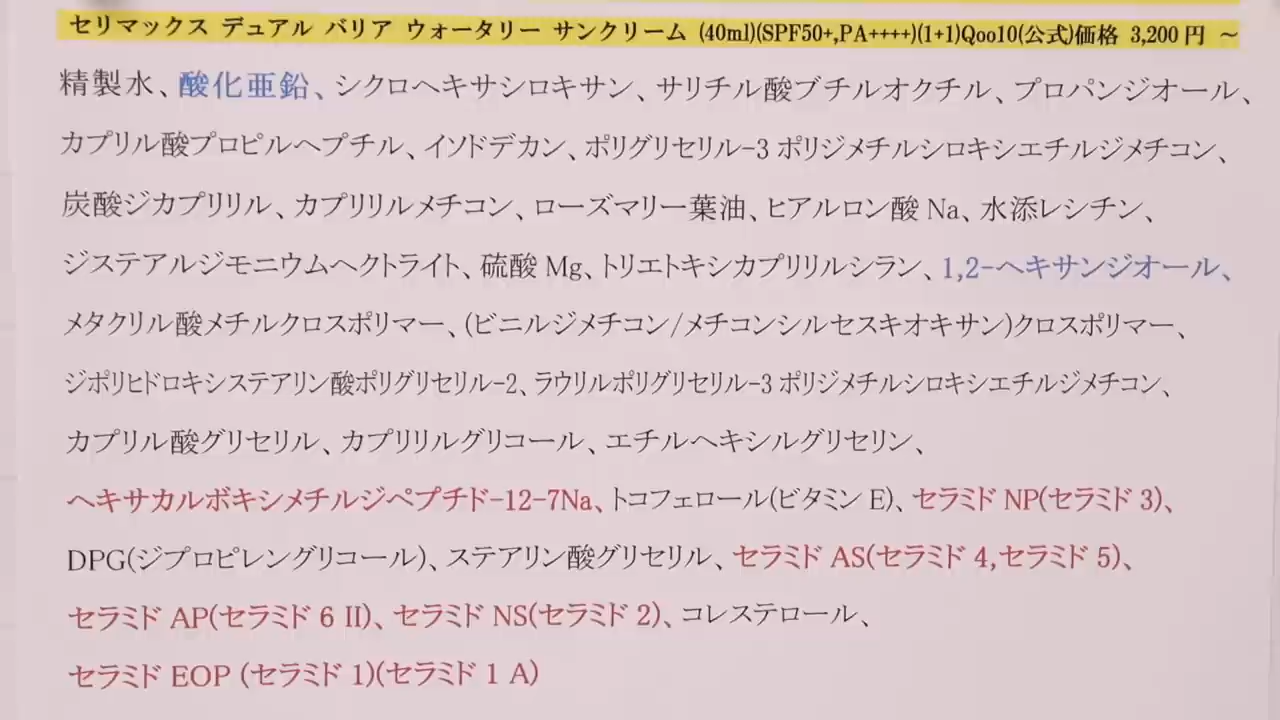 セリマックス デュアル バリア ウォータリー サンクリーム (40ml)(SPF50+,PA++++)(1+1)Qoo10(公式)価格 3,200 円 ～
精製水、酸化亜鉛、シクロヘキサシロキサン、サリチル酸ブチルオクチル、プロパンジオール、
カプリル酸プロピルヘプチル、イソドデカン、ポリグリセリル-3 ポリジメチルシロキシエチルジメチコン、
炭酸ジカプリリル、カプリリルメチコン、ローズマリー葉油、ヒアルロン酸 Na、水添レシチン、
ジステアルジモニウムヘクトライト、硫酸 Mg、トリエトキシカプリリルシラン、1,2-ヘキサンジオール、
メタクリル酸メチルクロスポリマー、(ビニルジメチコン/メチコンシルセスキオキサン)クロスポリマー、
ジポリヒドロキシステアリン酸ポリグリセリル-2、ラウリルポリグリセリル-3 ポリジメチルシロキシエチルジメチコン、
カプリル酸グリセリル、カプリリルグリコール、エチルヘキシルグリセリン、
ヘキサカルボキシメチルジペプチド-12-7Na、トコフェロール(ビタミン E)、セラミド NP(セラミド 3)、
DPG(ジプロピレングリコール)、ステアリン酸グリセリル、セラミド AS(セラミド 4,セラミド 5)、
セラミド AP(セラミド 6 II)、セラミド NS(セラミド 2)、コレステロール、
セラミド EOP (セラミド 1)(セラミド 1 A)